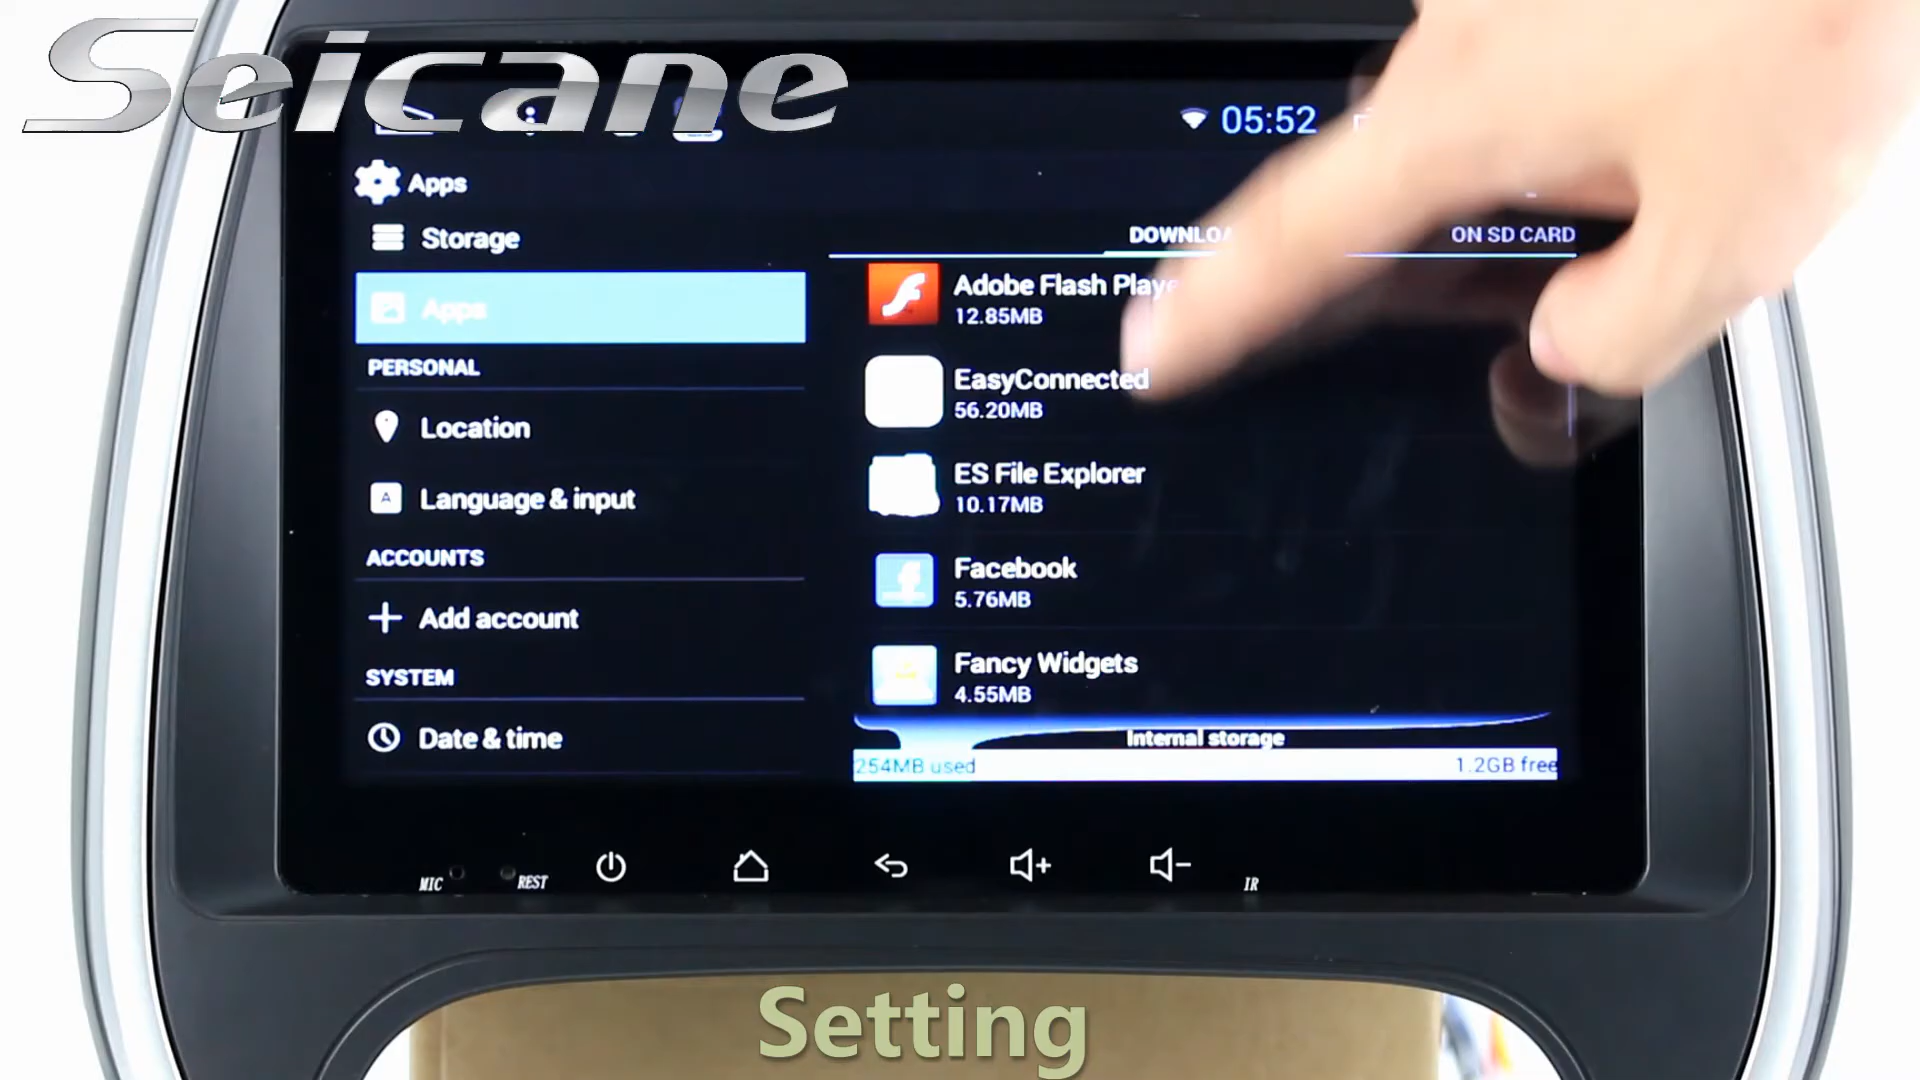 Seicane
05:52
Apps
Storage
ON SD CARD
Apps
Adobe Flash
12.85MB
PERSONAL
EasyConnected
56.20MB
Location
ES File Explorer
10.17MB
Language & input
ACCOUNTS
Facebook
5.76MB
Add account
Fancy Widgets
4.55MB
SYSTEM
Date & time
Internal storage
254MB used
1.2GB free
MIC
REST
IR
Setting